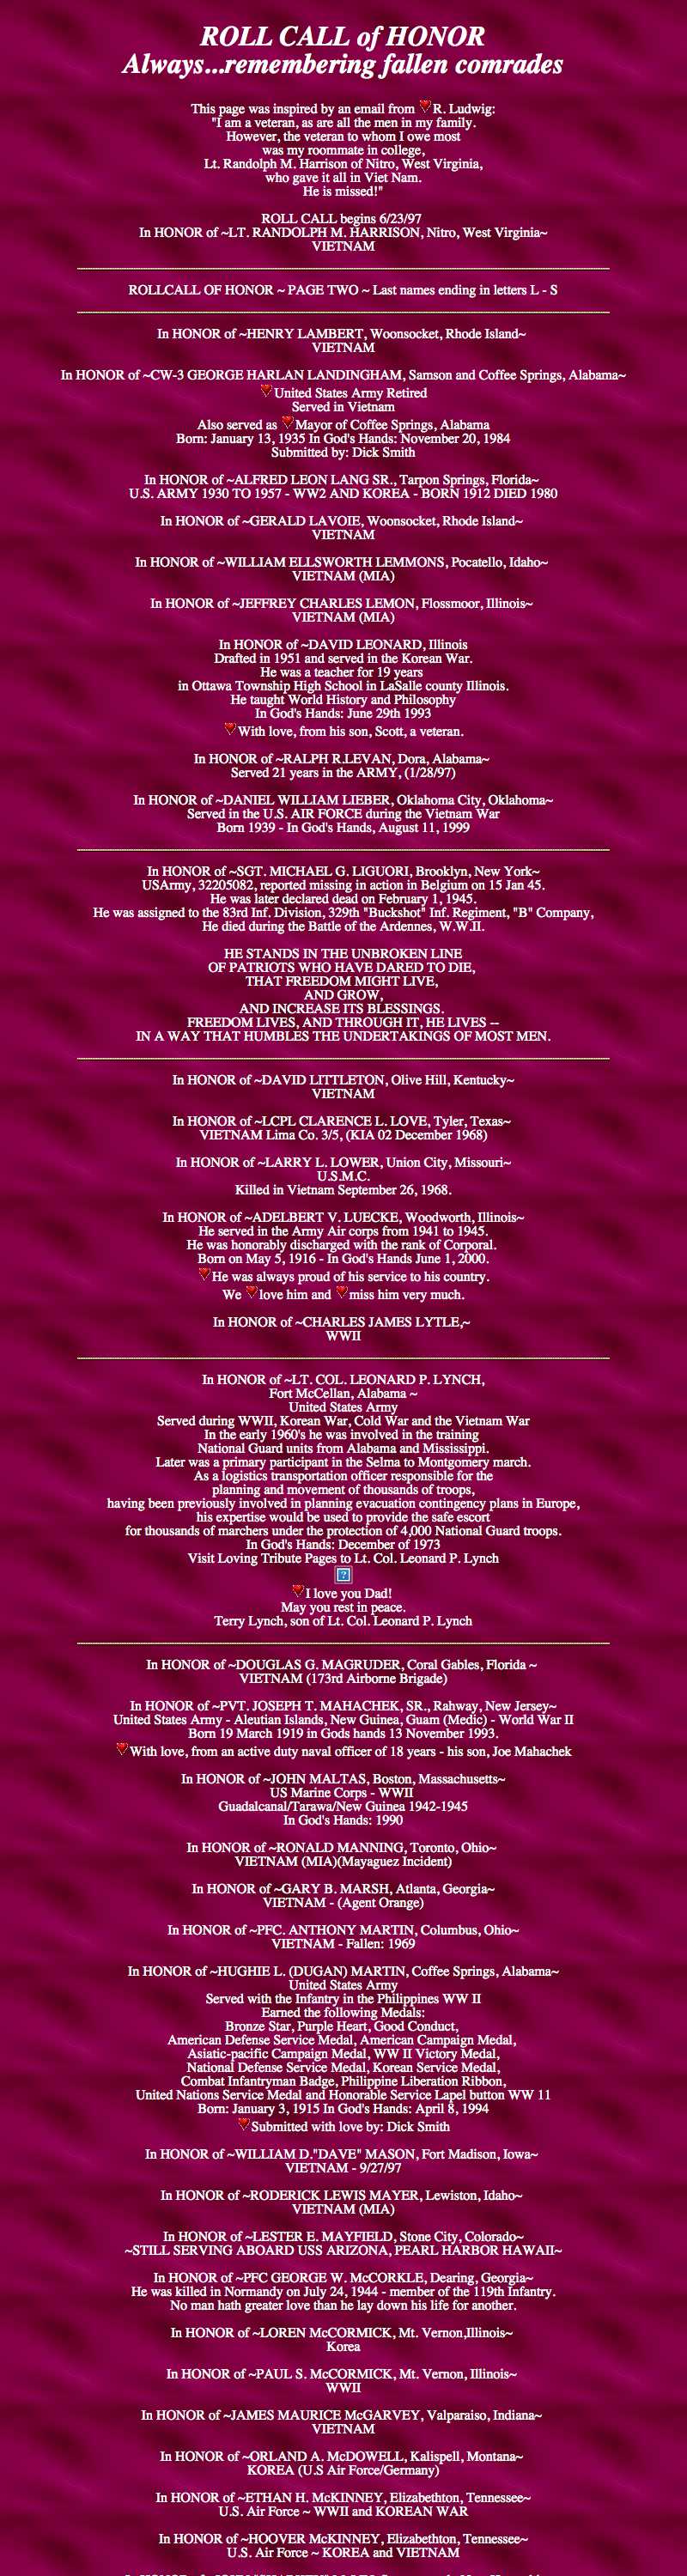 ROLL CALL of HONOR
Always...remembering fallen comrades
This page was inspired by an email from R. Ludwig:
"I am a veteran, as are all the men in my family.
However, the veteran to whom I owe most
was my roommate in college,
Lt. Randolph M. Harrison of Nitro, West Virginia,
who gave it all in Viet Nam.
He is missed!"
ROLL CALL begins 6/23/97
In HONOR of ~LT. RANDOLPH M. HARRISON, Nitro, West Virginia~
VIETNAM
ROLLCALL OF HONOR ~ PAGE TWO ~ Last names ending in letters L - S
In HONOR of ~HENRY LAMBERT, Woonsocket, Rhode Island~
VIETNAM
In HONOR of ~CW-3 GEORGE HARLAN LANDINGHAM, Samson and Coffee Springs, Alabama~
United States Army Retired
Served in Vietnam
Also served as Mayor of Coffee Springs, Alabama
Born: January 13, 1935 In God's Hands: November 20, 1984
Submitted by: Dick Smith
In HONOR of ~ALFRED LEON LANG SR., Tarpon Springs, Florida~
U.S. ARMY 1930 TO 1957 - WW2 AND KOREA - BORN 1912 DIED 1980
In HONOR of ~GERALD LAVOIE, Woonsocket, Rhode Island~
VIETNAM
In HONOR of ~WILLIAM ELLSWORTH LEMMONS, Pocatello, Idaho~
VIETNAM (MIA)
In HONOR of ~JEFFREY CHARLES LEMON, Flossmoor, Illinois~
VIETNAM (MIA)
In HONOR of ~DAVID LEONARD, Illinois
Drafted in 1951 and served in the Korean War.
He was a teacher for 19 years
in Ottawa Township High School in LaSalle county Illinois.
He taught World History and Philosophy
In God's Hands: June 29th 1993
With love, from his son, Scott, a veteran.
In HONOR of ~RALPH R.LEVAN, Dora, Alabama~
Served 21 years in the ARMY, (1/28/97)
In HONOR of ~DANIEL WILLIAM LIEBER, Oklahoma City, Oklahoma~
Served in the U.S. AIR FORCE during the Vietnam War
Born 1939 - In God's Hands, August 11, 1999
In HONOR of ~SGT. MICHAEL G. LIGUORI, Brooklyn, New York~
USArmy, 32205082, reported missing in action in Belgium on 15 Jan 45.
He was later declared dead on February 1, 1945.
He was assigned to the 83rd Inf. Division, 329th "Buckshot" Inf. Regiment, "B" Company,
He died during the Battle of the Ardennes, W.W.II.
HE STANDS IN THE UNBROKEN LINE
OF PATRIOTS WHO HAVE DARED TO DIE,
THAT FREEDOM MIGHT LIVE,
AND GROW,
AND INCREASE ITS BLESSINGS.
FREEDOM LIVES, AND THROUGH IT, HE LIVES --
IN A WAY THAT HUMBLES THE UNDERTAKINGS OF MOST MEN.
In HONOR of ~DAVID LITTLETON, Olive Hill, Kentucky~
VIETNAM
In HONOR of ~LCPL CLARENCE L. LOVE, Tyler, Texas~
VIETNAM Lima Co. 3/5, (KIA 02 December 1968)
In HONOR of ~LARRY L. LOWER, Union City, Missouri~
U.S.M.C.
Killed in Vietnam September 26, 1968.
In HONOR of ~ADELBERT V. LUECKE, Woodworth, Illinois~
He served in the Army Air corps from 1941 to 1945.
He was honorably discharged with the rank of Corporal.
Born on May 5, 1916 - In God's Hands June 1, 2000.
He was always proud of his service to his country.
We love him and miss him very much.
In HONOR of ~CHARLES JAMES LYTLE,~
WWII
In HONOR of ~LT. COL. LEONARD P. LYNCH,
Fort McCellan, Alabama ~
United States Army
Served during WWII, Korean War, Cold War and the Vietnam War
In the early 1960's he was involved in the training
National Guard units from Alabama and Mississippi.
Later was a primary participant in the Selma to Montgomery march.
As a logistics transportation officer responsible for the
planning and movement of thousands of troops,
having been previously involved in planning evacuation contingency plans in Europe,
his expertise would be used to provide the safe escort
for thousands of marchers under the protection of 4,000 National Guard troops.
In God's Hands: December of 1973
Visit Loving Tribute Pages to Lt. Col. Leonard P. Lynch
I love you Dad!
May you rest in peace.
Terry Lynch, son of Lt. Col. Leonard P. Lynch
In HONOR of ~DOUGLAS G. MAGRUDER, Coral Gables, Florida ~
VIETNAM (173rd Airborne Brigade)
In HONOR of ~PVT. JOSEPH T. MAHACHEK, SR., Rahway, New Jersey~
United States Army - Aleutian Islands, New Guinea, Guam (Medic) - World War II
Born 19 March 1919 in Gods hands 13 November 1993.
With love, from an active duty naval officer of 18 years - his son, Joe Mahachek
In HONOR of ~JOHN MALTAS, Boston, Massachusetts~
US Marine Corps - WWII
Guadalcanal/Tarawa/New Guinea 1942-1945
In God's Hands: 1990
In HONOR of ~RONALD MANNING, Toronto, Ohio~
VIETNAM (MIA)(Mayaguez Incident)
In HONOR of ~GARY B. MARSH, Atlanta, Georgia~
VIETNAM - (Agent Orange)
In HONOR of ~PFC. ANTHONY MARTIN, Columbus, Ohio~
VIETNAM - Fallen: 1969
In HONOR of ~HUGHIE L. (DUGAN) MARTIN, Coffee Springs, Alabama~
United States Army
Served with the Infantry in the Philippines WW II
Earned the following Medals:
Bronze Star, Purple Heart, Good Conduct,
American Defense Service Medal, American Campaign Medal,
Asiatic-pacific Campaign Medal, WW II Victory Medal,
National Defense Service Medal, Korean Service Medal,
Combat Infantryman Badge, Philippine Liberation Ribbon,
United Nations Service Medal and Honorable Service Lapel button WW 11
Born: January 3, 1915 In God's Hands: April 8, 1994
Submitted with love by: Dick Smith
In HONOR of ~WILLIAM D."DAVE" MASON, Fort Madison, Iowa~
VIETNAM - 9/27/97
In HONOR of ~RODERICK LEWIS MAYER, Lewiston, Idaho~
VIETNAM (MIA)
In HONOR of ~LESTER E. MAYFIELD, Stone City, Colorado~
~STILL SERVING ABOARD USS ARIZONA, PEARL HARBOR HAWAII~
In HONOR of ~PFC GEORGE W. McCORKLE, Dearing, Georgia~
He was killed in Normandy on July 24, 1944 - member of the 119th Infantry.
No man hath greater love than he lay down his life for another.
In HONOR of ~LOREN McCORMICK, Mt. Vernon,Illinois~
Korea
In HONOR of ~PAUL S. McCORMICK, Mt. Vernon, Illinois~
WWII
In HONOR of ~JAMES MAURICE McGARVEY, Valparaiso, Indiana~
VIETNAM
In HONOR of ~ORLAND A. McDOWELL, Kalispell, Montana~
KOREA (U.S Air Force/Germany)
In HONOR of ~ETHAN H. McKINNEY, Elizabethton, Tennessee~
U.S. Air Force ~ WWII and KOREAN WAR
In HONOR of ~HOOVER McKINNEY, Elizabethton, Tennessee~
U.S. Air Force ~ KOREA and VIETNAM